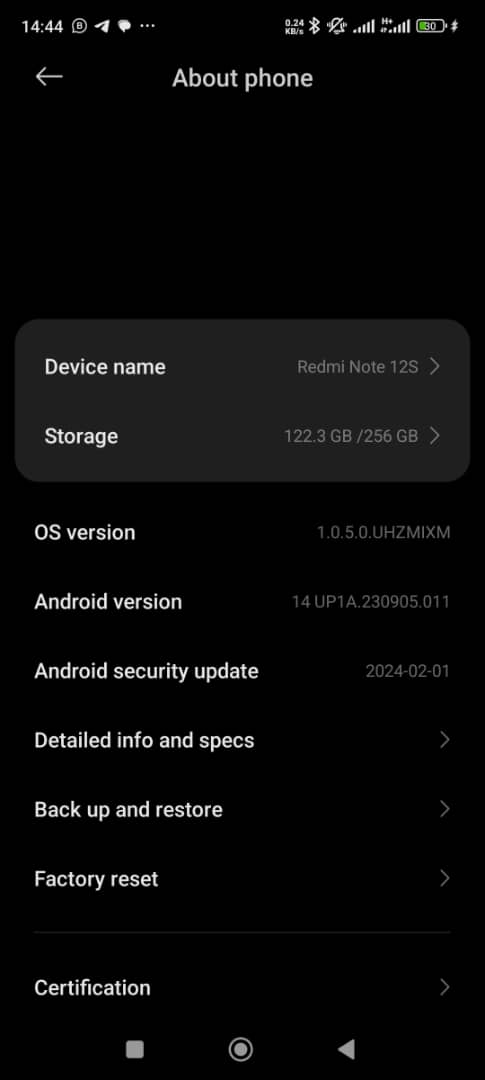 14:44 B ... 0.24 KB/s H+ 30
About phone
Device name Redmi Note 12S
Storage 122.3 GB /256 GB
OS version 1.0.5.0.UHZMIXM
Android version 14 UP1A.230905.011
Android security update 2024-02-01
Detailed info and specs
Back up and restore
Factory reset
Certification